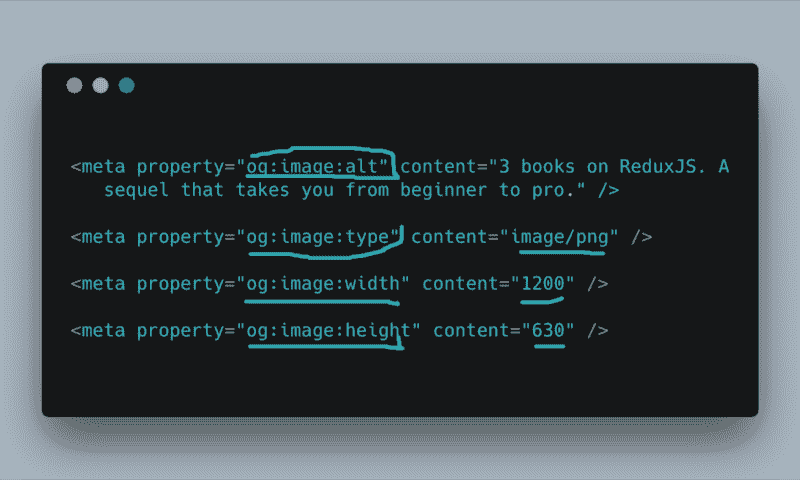 <meta property="og:image:alt" content="3 books on ReduxJS. A
sequel that takes you from beginner to pro." />
<meta property="og:image:type" content="image/png" />
<meta property="og:image:width" content="1200" />
<meta property="og:image:height" content="630" />